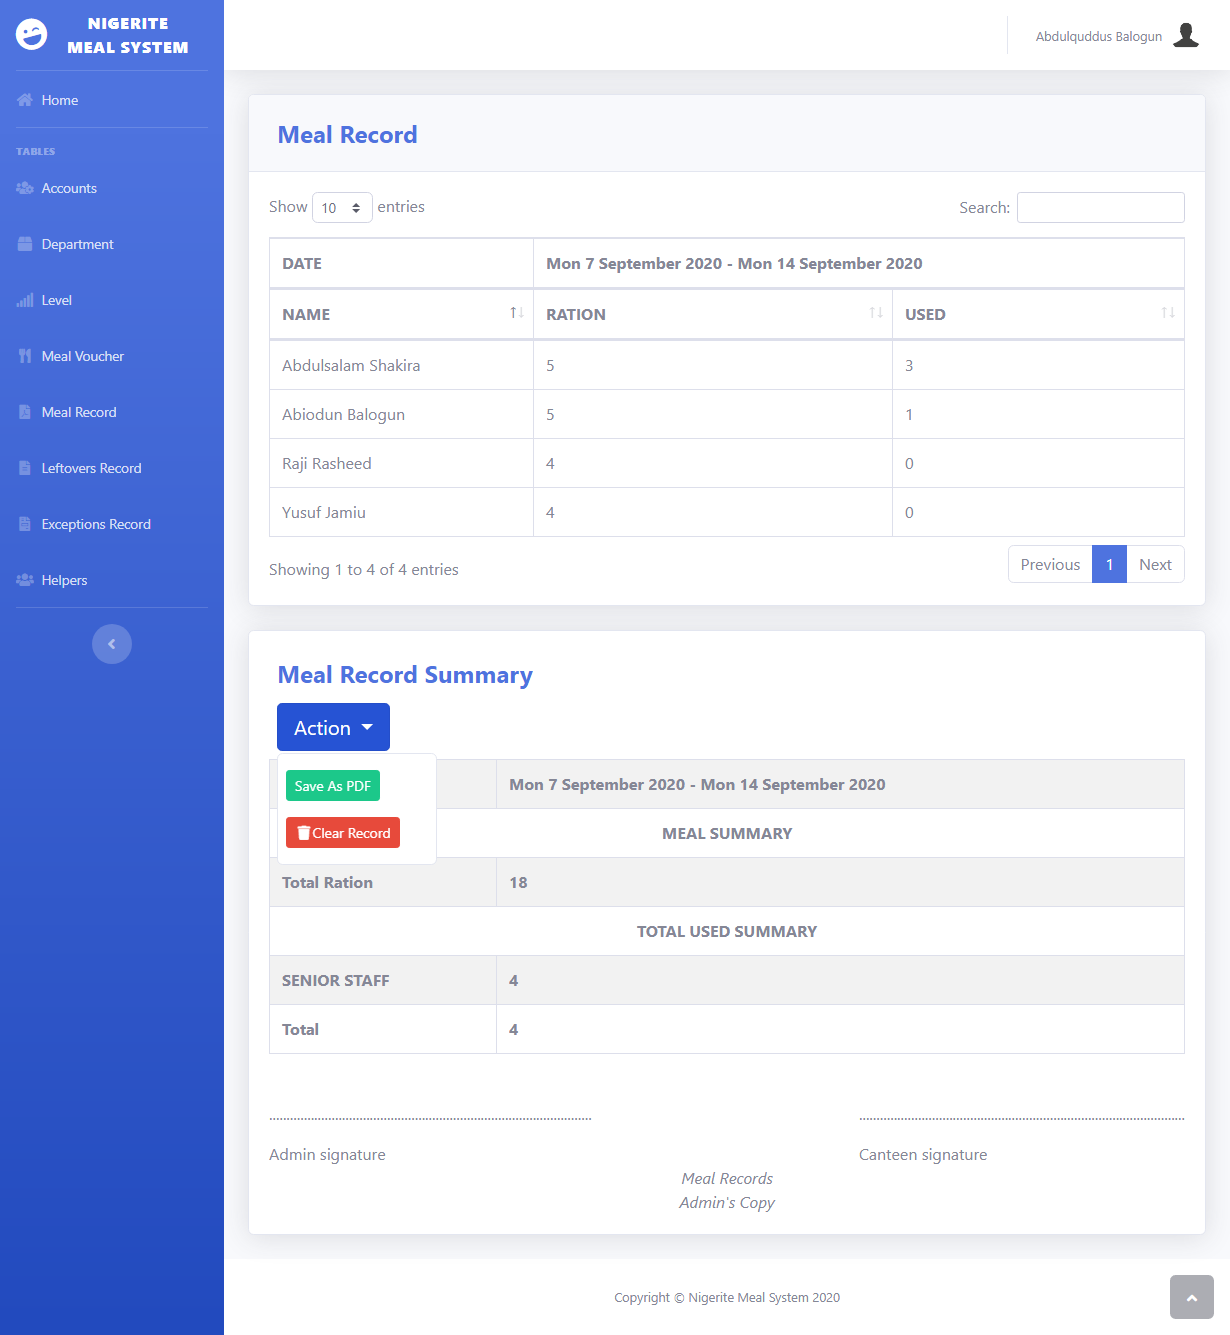 NIGERITE
MEAL SYSTEM
Abdulquddus Balogun
Home
TABLES
Accounts
Department
Level
Meal Voucher
Meal Record
Leftovers Record
Exceptions Record
Helpers
Meal Record
Show 10 entries
Search:
DATE Mon 7 September 2020 - Mon 14 September 2020
NAME RATION USED
Abdulsalam Shakira 5 3
Abiodun Balogun 5 1
Raji Rasheed 4 0
Yusuf Jamiu 4 0
Showing 1 to 4 of 4 entries
Previous 1 Next
Meal Record Summary
Action
Save As PDF
Clear Record
Mon 7 September 2020 - Mon 14 September 2020
MEAL SUMMARY
Total Ration 18
TOTAL USED SUMMARY
SENIOR STAFF 4
Total 4
Admin signature
Canteen signature
Meal Records
Admin's Copy
Copyright © Nigerite Meal System 2020